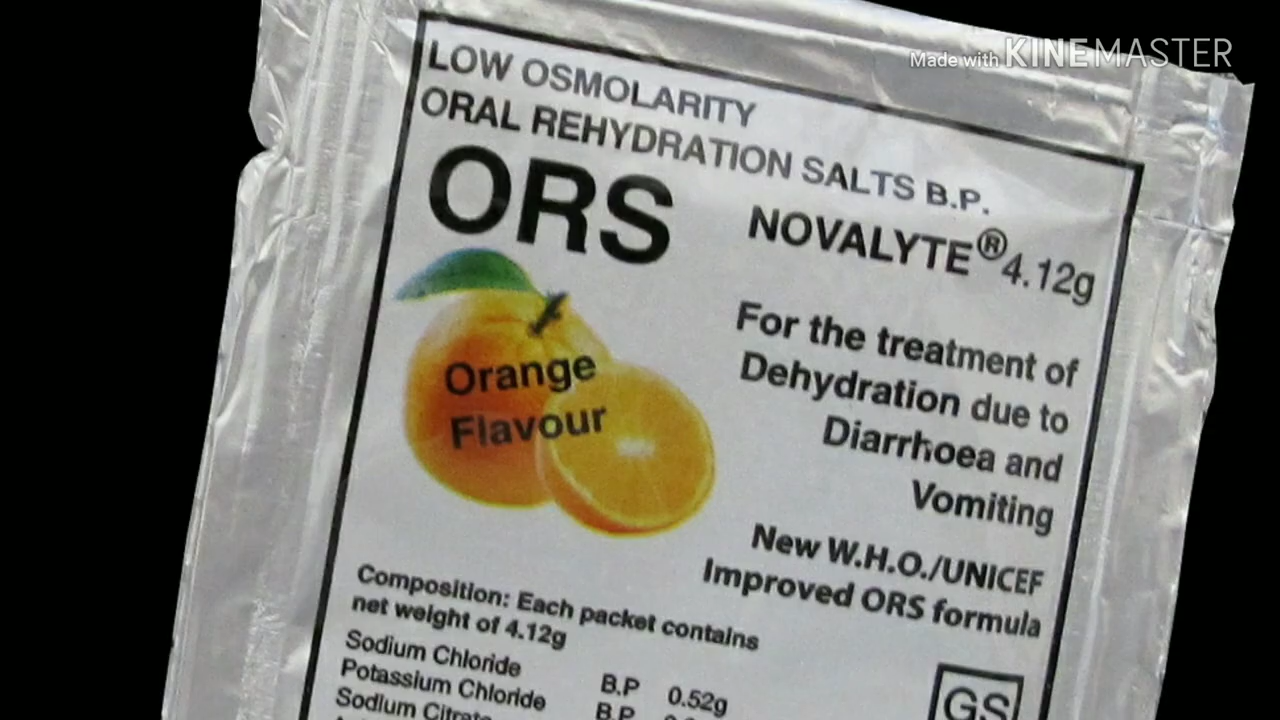 Made with KINEMASTER
LOW OSMOLARITY
ORAL REHYDRATION SALTS B.P.
ORS
NOVALYTE® 4.12g
Orange
Flavour
For the treatment of
Dehydration due to
Diarrhoea and
Vomiting
New W.H.O./UNICEF
Improved ORS formula
Composition: Each packet contains
net weight of 4.12g
Sodium Chloride B.P 0.52g
Potassium Chloride B.P
Sodium Citrate
GS